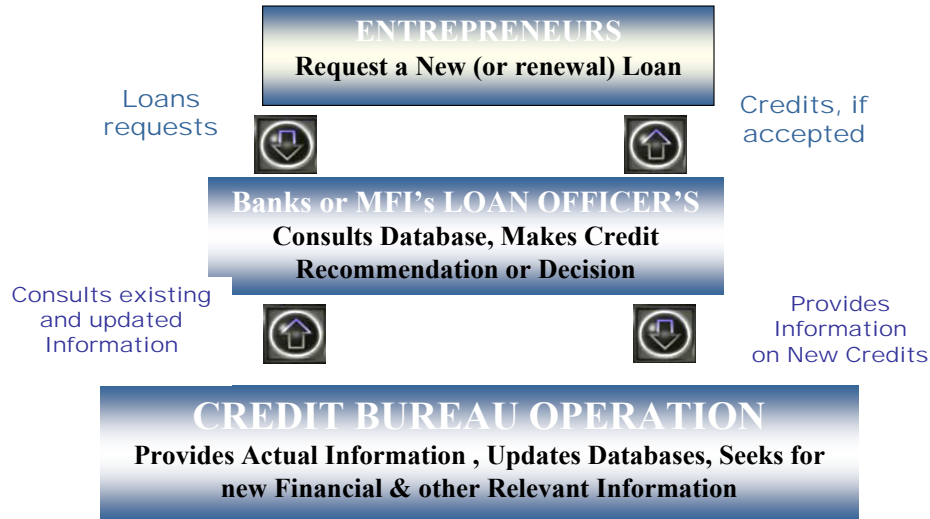 ENTREPRENEURS
Request a New (or renewal) Loan
Loans
requests
Credits, if
accepted
Banks or MFI's LOAN OFFICER'S
Consults Database, Makes Credit
Recommendation or Decision
Consults existing
and updated
Information
Provides
Information
on New Credits
CREDIT BUREAU OPERATION
Provides Actual Information , Updates Databases, Seeks for
new Financial & other Relevant Information